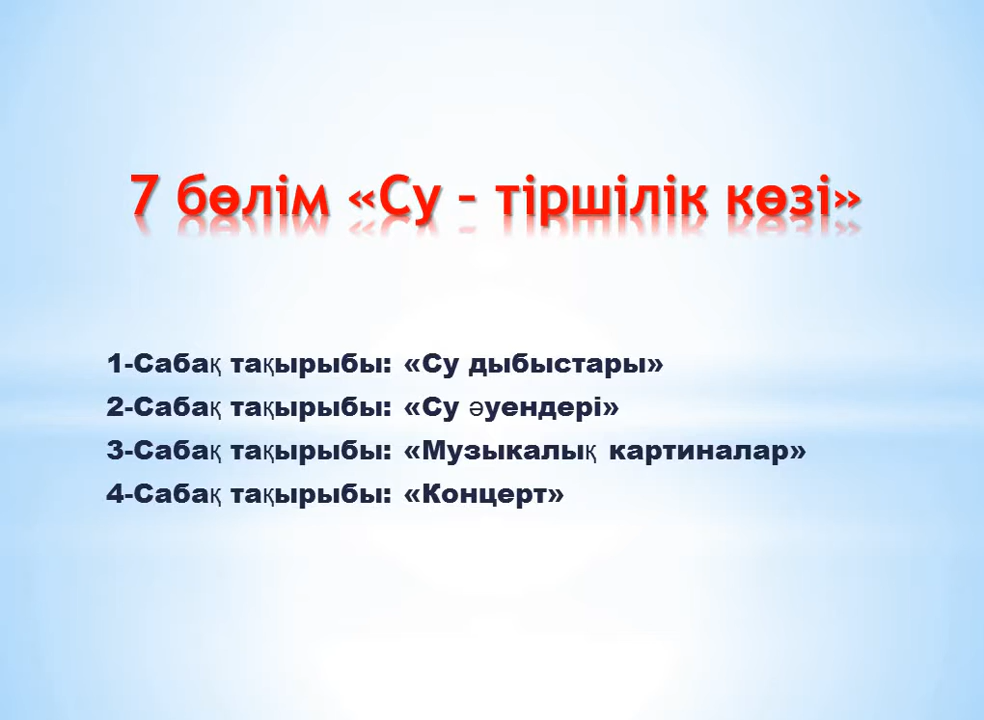 7 бөлім «Су – тіршілік көзі»
1-Сабақ тақырыбы: «Су дыбыстары»
2-Сабақ тақырыбы: «Су әуендері»
3-Сабақ тақырыбы: «Музыкалық картиналар»
4-Сабақ тақырыбы: «Концерт»